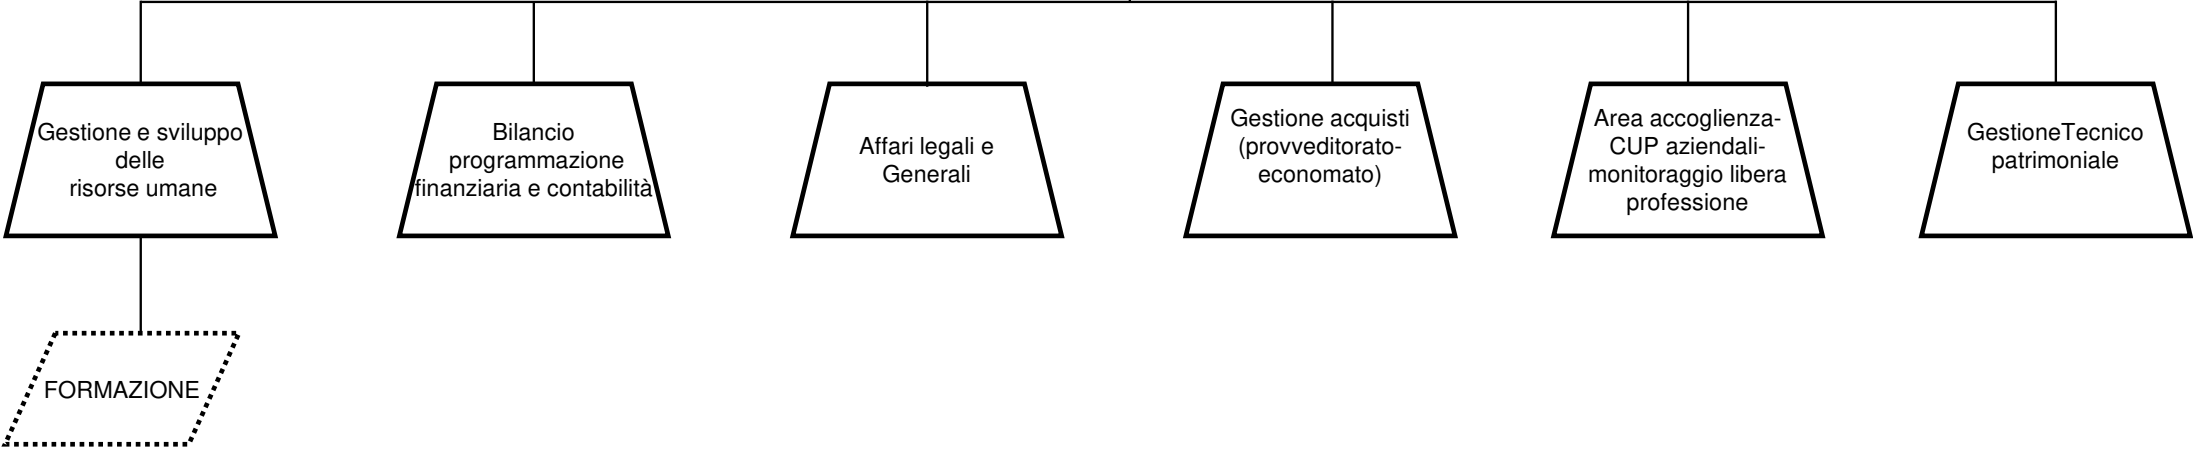 Gestione e sviluppo
delle
risorse umane
Bilancio
programmazione
finanziaria e contabilità
Affari legali e
Generali
Gestione acquisti
(provveditorato-
economato)
Area accoglienza-
CUP aziendali-
monitoraggio libera
professione
GestioneTecnico
patrimoniale
FORMAZIONE